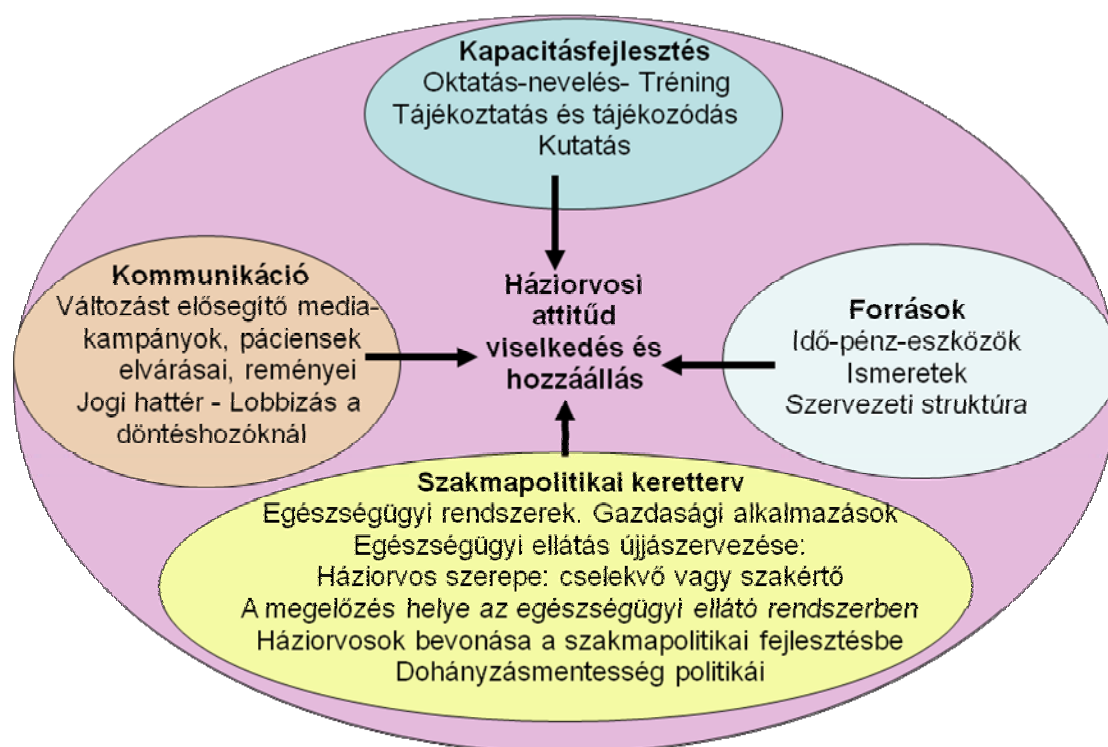 Kapacitásfejlesztés
Oktatás-nevelés- Tréning
Tájékoztatás és tájékozódás
Kutatás
Kommunikáció
Változást elősegítő media-
kampányok, páciensek
elvárásai, reményei
Jogi hattér - Lobbizás a
döntéshozóknál
Háziorvosi
attitűd
viselkedés és
hozzáállás
Források
Idő-pénz-eszközök
Ismeretek
Szervezeti struktúra
Szakmapolitikai keretterv
Egészségügyi rendszerek. Gazdasági alkalmazások
Egészségügyi ellátás újjászervezése:
Háziorvos szerepe: cselekvő vagy szakértő
A megelőzés helye az egészségügyi ellátó rendszerben
Háziorvosok bevonása a szakmapolitikai fejlesztésbe
Dohányzásmentesség politikái